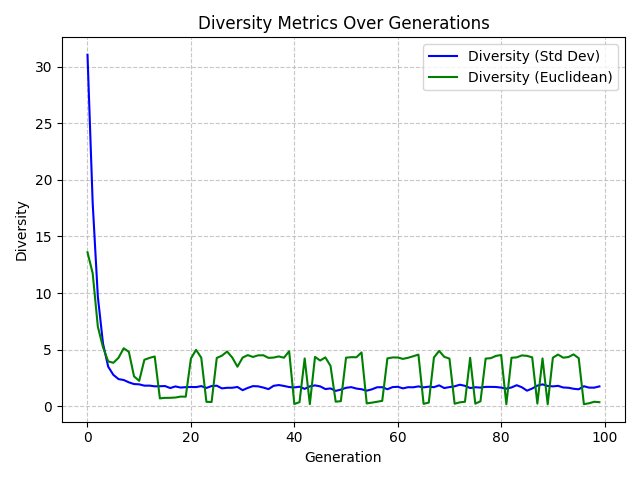 Diversity Metrics Over Generations
Diversity (Std Dev)
Diversity (Euclidean)
Diversity
30
25
20
15
10
5
0
0 20 40 60 80 100
Generation